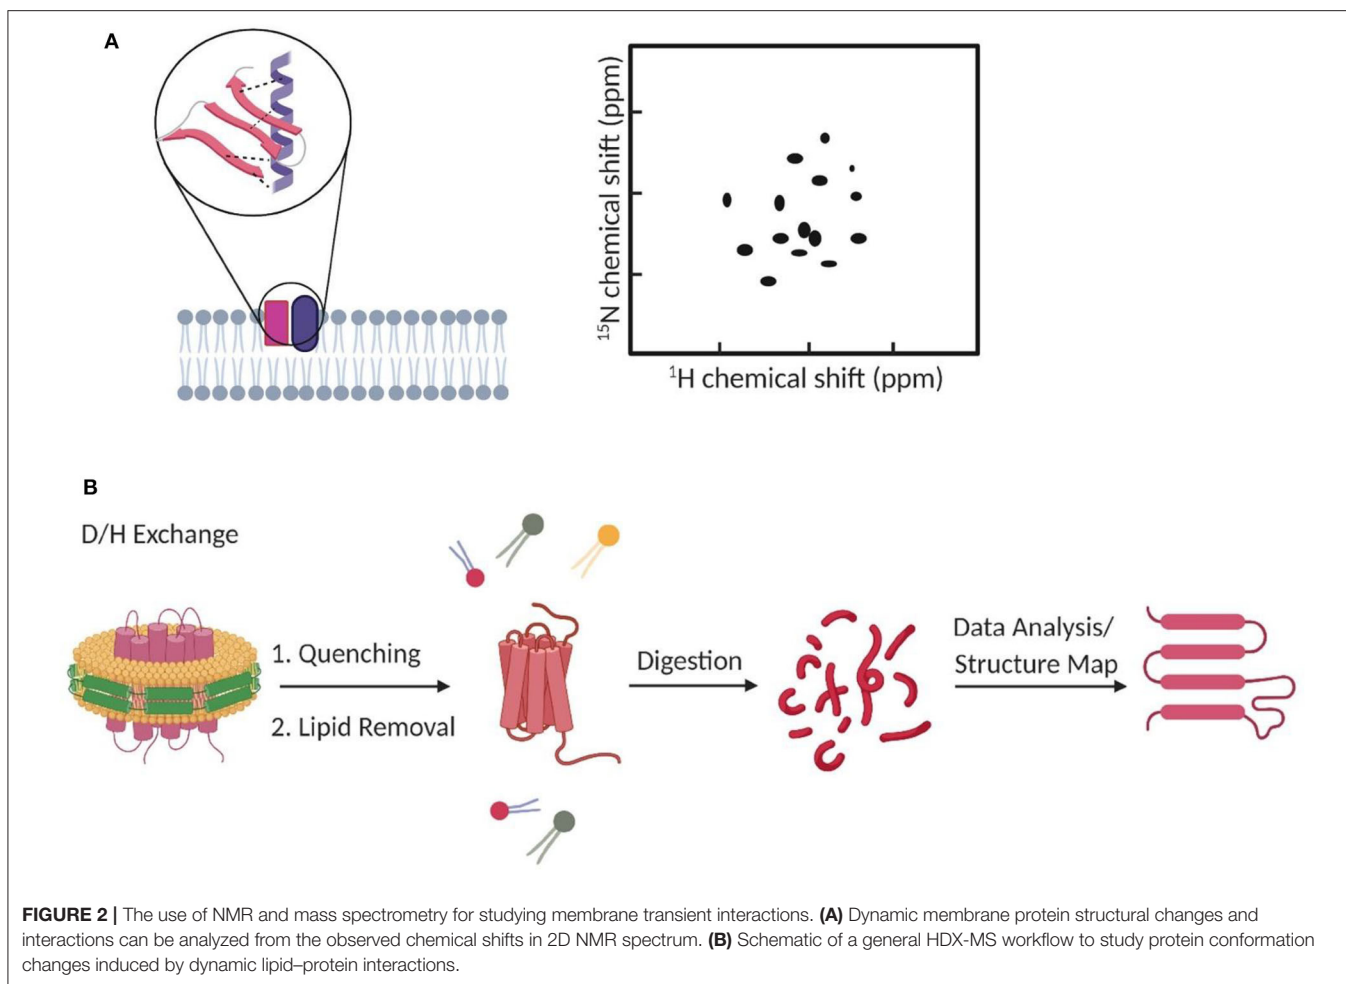 A
¹⁵N chemical shift (ppm)
¹H chemical shift (ppm)
B
D/H Exchange
1. Quenching
2. Lipid Removal
Digestion
Data Analysis/
Structure Map
FIGURE 2 | The use of NMR and mass spectrometry for studying membrane transient interactions. (A) Dynamic membrane protein structural changes and
interactions can be analyzed from the observed chemical shifts in 2D NMR spectrum. (B) Schematic of a general HDX-MS workflow to study protein conformation
changes induced by dynamic lipid–protein interactions.